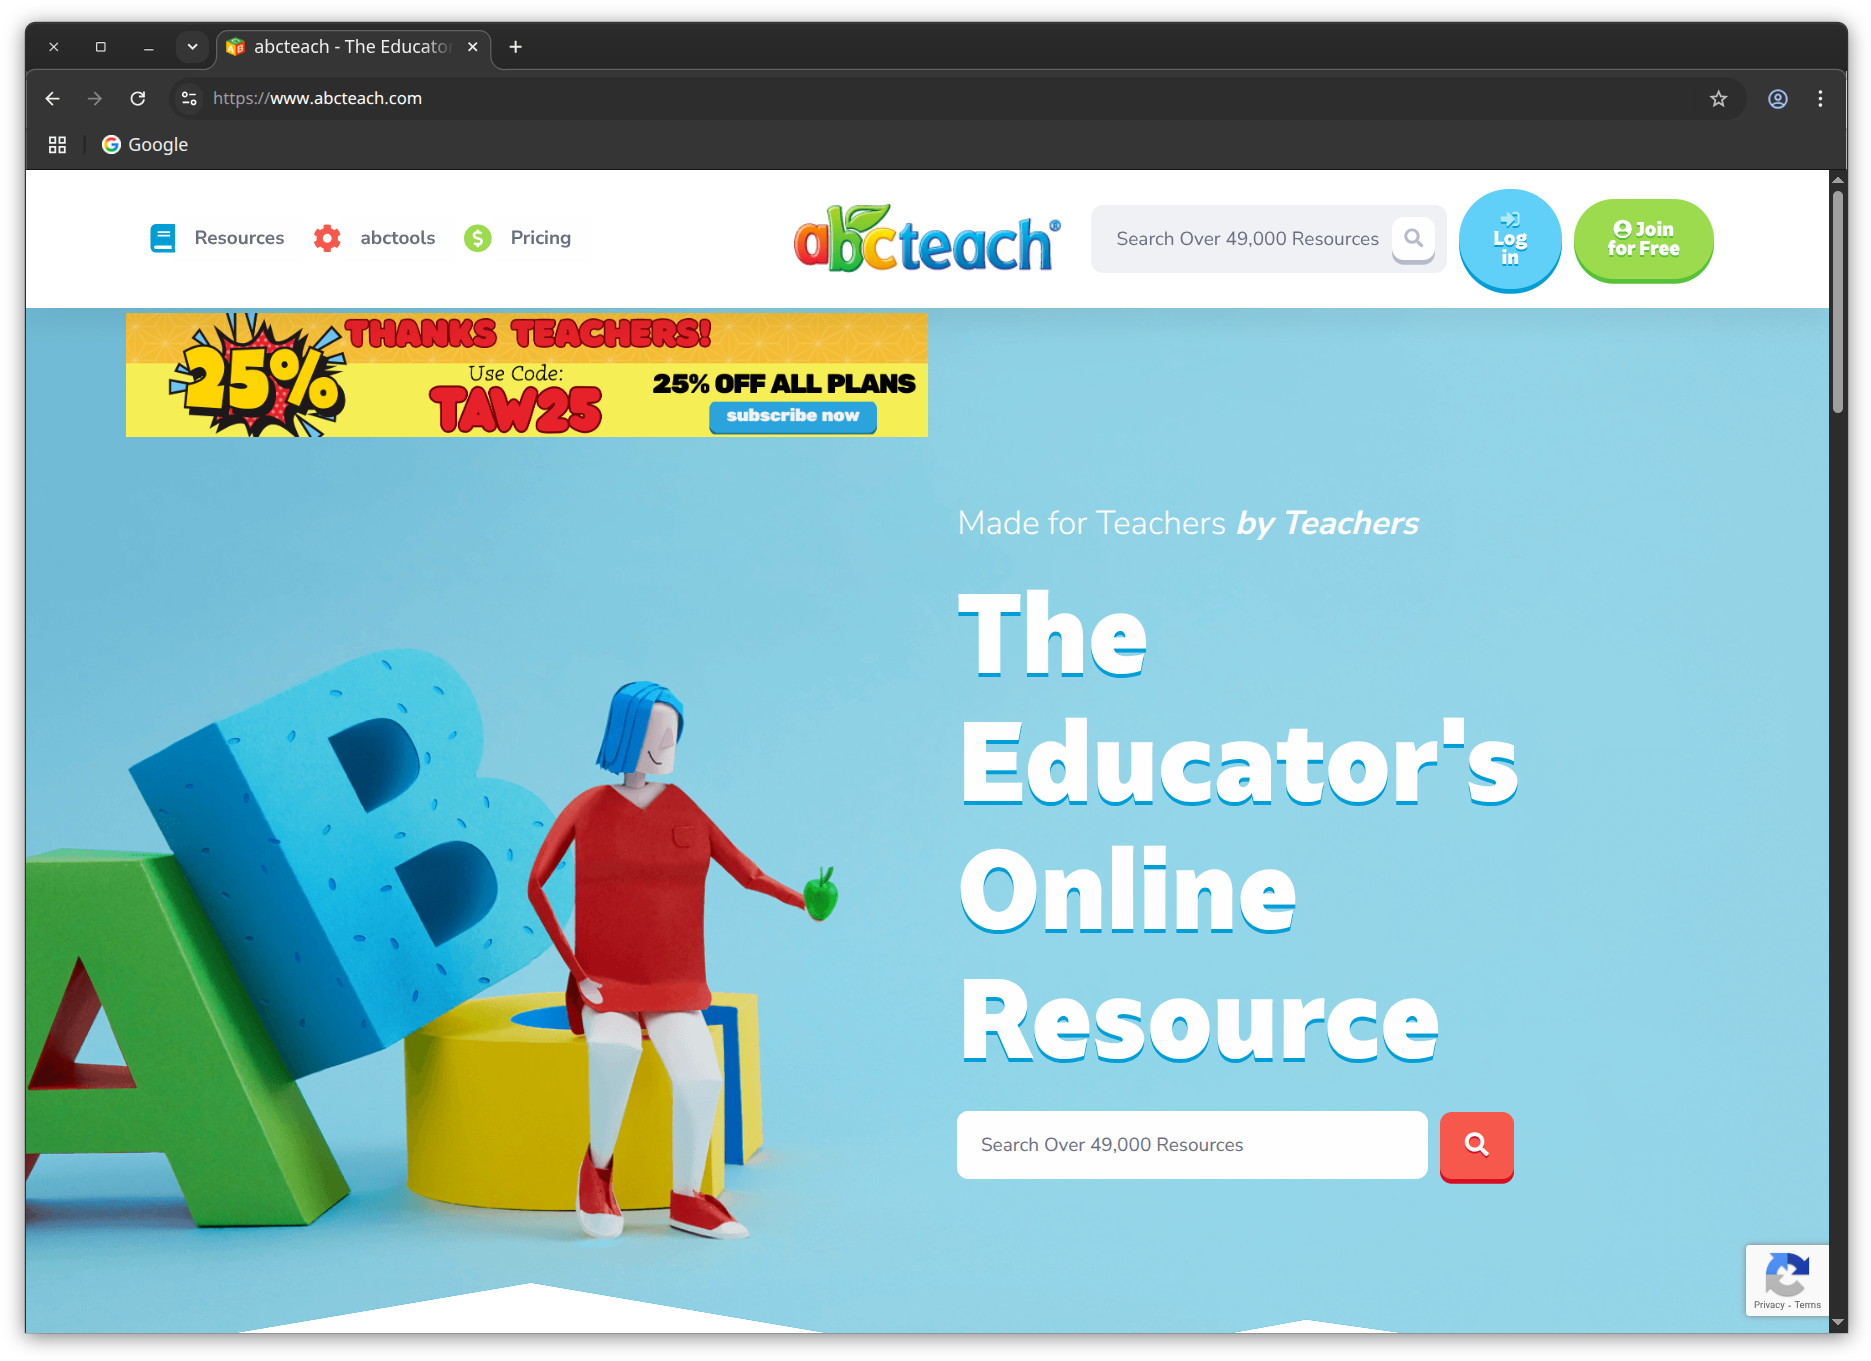 abcteach - The Educator
https://www.abcteach.com
Google
Resources
abctools
Pricing
abcteach®
Search Over 49,000 Resources
Log
in
Join
for Free
25%
THANKS TEACHERS!
Use Code:
TAW25
25% OFF ALL PLANS
subscribe now
Made for Teachers by Teachers
The
Educator's
Online
Resource
Search Over 49,000 Resources
Privacy - Terms